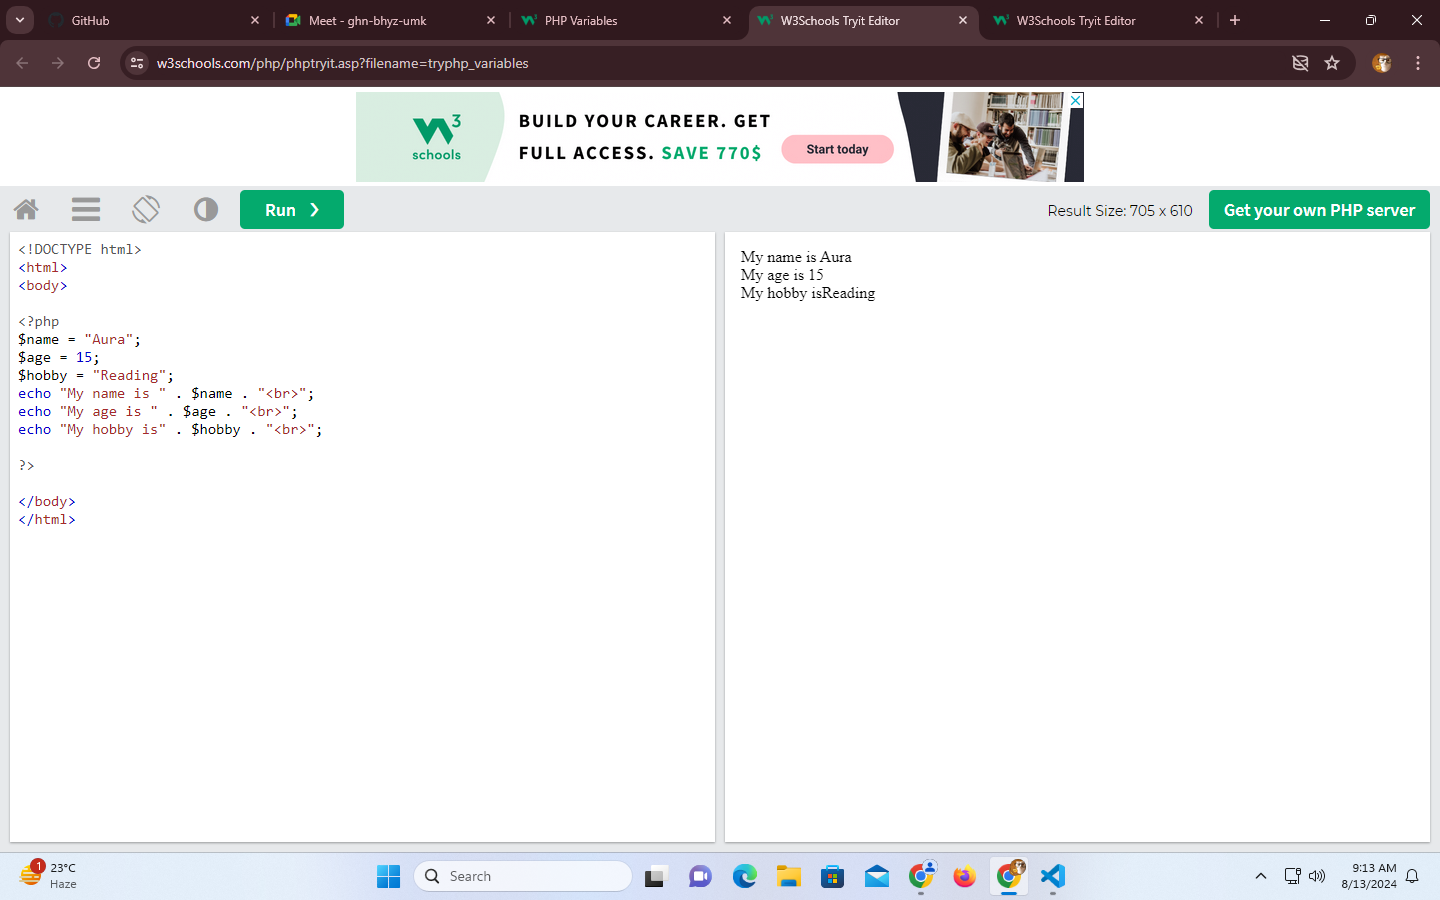 GitHub
Meet - ghn-bhyz-umk
PHP Variables
W3Schools Tryit Editor
W3Schools Tryit Editor
w3schools.com/php/phptryit.asp?filename=tryphp_variables
3
schools
BUILD YOUR CAREER. GET
FULL ACCESS. SAVE 770$
Start today
Run ❯
Result Size: 705 x 610
Get your own PHP server
<!DOCTYPE html>
<html>
<body>
<?php
$name = "Aura";
$age = 15;
$hobby = "Reading";
echo "My name is " . $name . "<br>";
echo "My age is " . $age . "<br>";
echo "My hobby is" . $hobby . "<br>";
?>
</body>
</html>
My name is Aura
My age is 15
My hobby isReading
1
23°C
Haze
Search
9:13 AM
8/13/2024